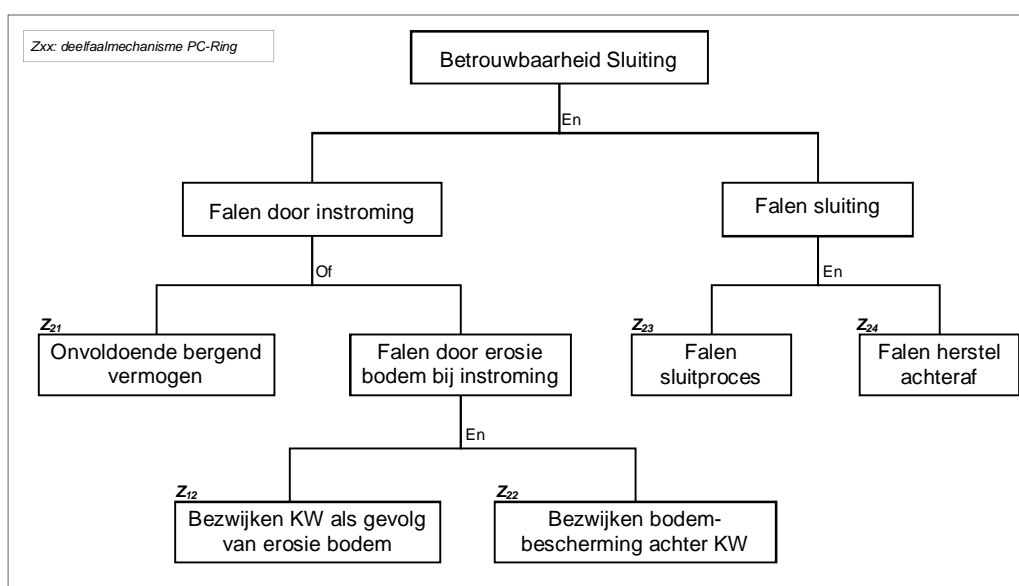 Zxx: deelfaalmechanisme PC-Ring
Betrouwbaarheid Sluiting
En
Falen door instroming
Falen sluiting
Of
En
Z21
Onvoldoende bergend
vermogen
Falen door erosie
bodem bij instroming
Z23
Falen
sluitproces
Z24
Falen herstel
achteraf
En
Z12
Bezwijken KW als gevolg
van erosie bodem
Z22
Bezwijken bodem-
bescherming achter KW